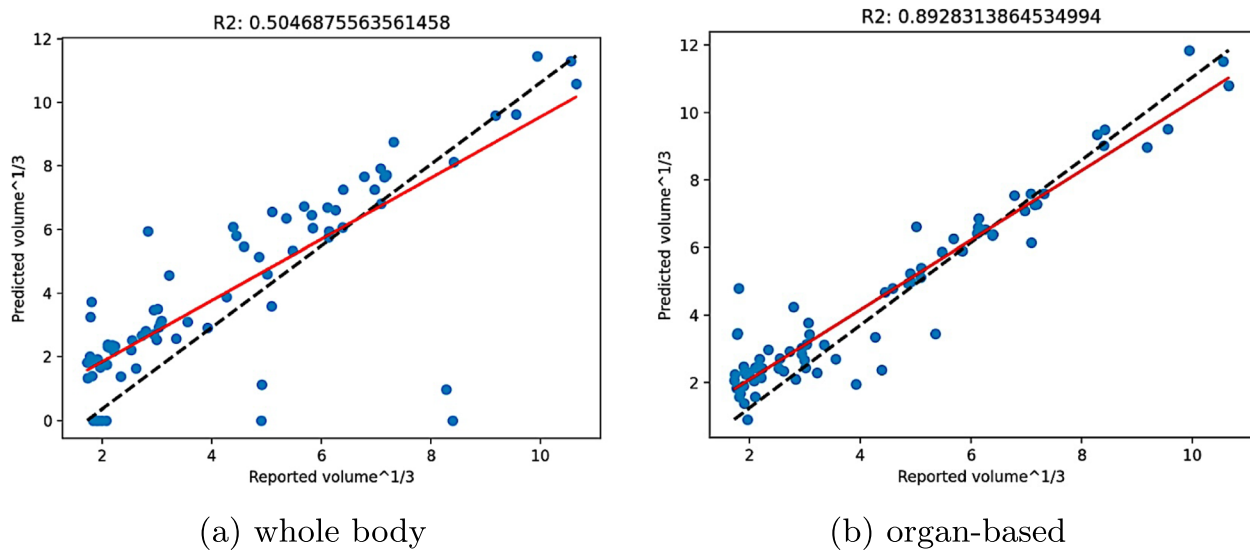 R2: 0.5046875563561458
12
10
8
6
4
2
0
Predicted volume^1/3
2 4 6 8 10
Reported volume^1/3
(a) whole body
R2: 0.8928313864534994
12
10
8
6
4
2
Predicted volume^1/3
2 4 6 8 10
Reported volume^1/3
(b) organ-based